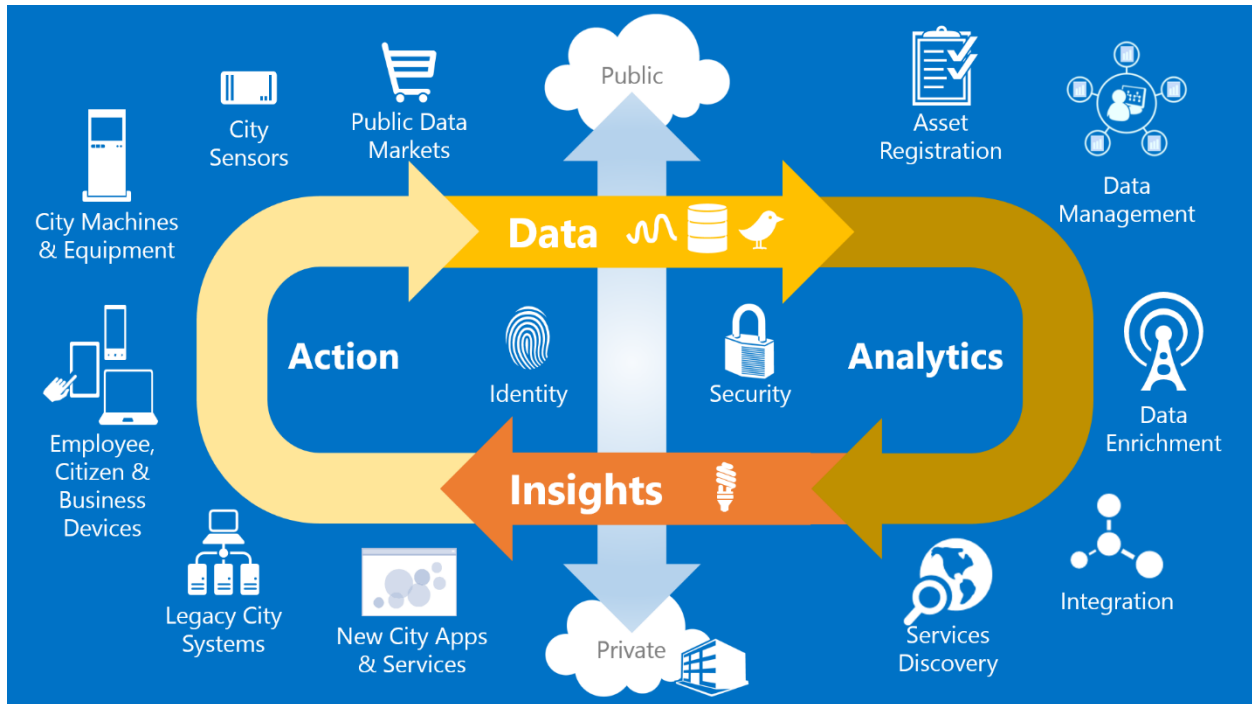 Public
City
Sensors
Public Data
Markets
Asset
Registration
Data
Management
City Machines
& Equipment
Data
Action
Identity
Security
Analytics
Data
Enrichment
Employee,
Citizen &
Business
Devices
Insights
Legacy City
Systems
New City Apps
& Services
Private
Services
Discovery
Integration